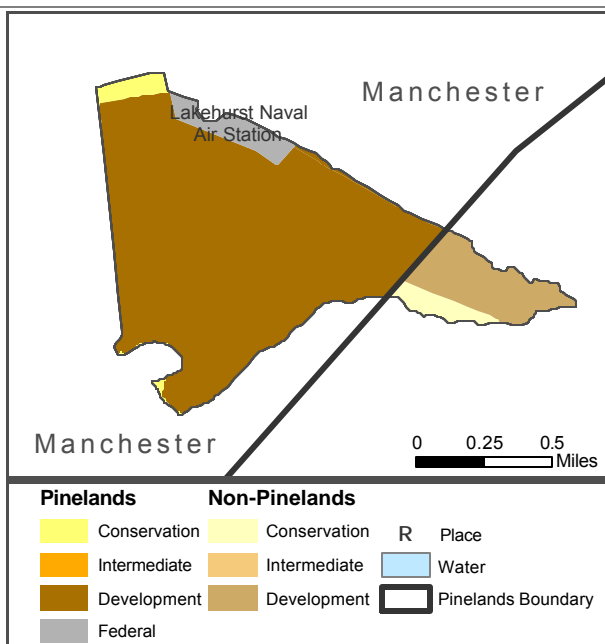 Manchester
Lakehurst Naval
Air Station
Manchester
0 0.25 0.5
Miles
Pinelands Non-Pinelands
Conservation Conservation R Place
Intermediate Intermediate Water
Development Development Pinelands Boundary
Federal